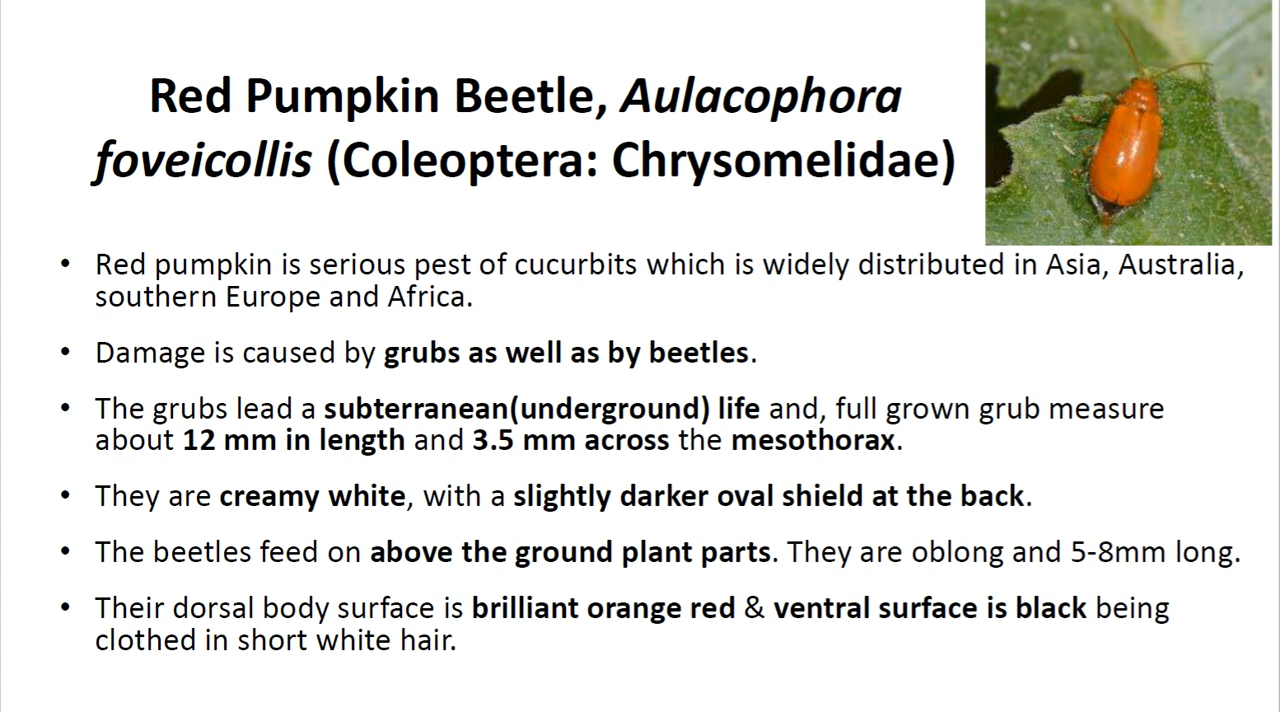 Red Pumpkin Beetle, Aulacophora
foveicollis (Coleoptera: Chrysomelidae)
• Red pumpkin is serious pest of cucurbits which is widely distributed in Asia, Australia,
southern Europe and Africa.
• Damage is caused by grubs as well as by beetles.
• The grubs lead a subterranean(underground) life and, full grown grub measure
about 12 mm in length and 3.5 mm across the mesothorax.
• They are creamy white, with a slightly darker oval shield at the back.
• The beetles feed on above the ground plant parts. They are oblong and 5-8mm long.
• Their dorsal body surface is brilliant orange red & ventral surface is black being
clothed in short white hair.